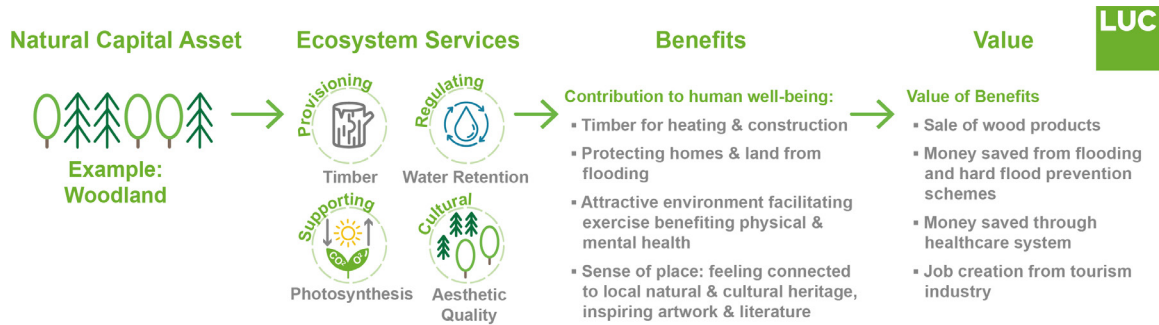 LUC
Natural Capital Asset
Ecosystem Services
Benefits
Value
Example:
Woodland
Provisioning
Timber
Regulating
Water Retention
Supporting
CO₂ O₂
Photosynthesis
Cultural
Aesthetic
Quality
Contribution to human well-being:
▪ Timber for heating & construction
▪ Protecting homes & land from
flooding
▪ Attractive environment facilitating
exercise benefiting physical &
mental health
▪ Sense of place: feeling connected
to local natural & cultural heritage,
inspiring artwork & literature
Value of Benefits
▪ Sale of wood products
▪ Money saved from flooding
and hard flood prevention
schemes
▪ Money saved through
healthcare system
▪ Job creation from tourism
industry